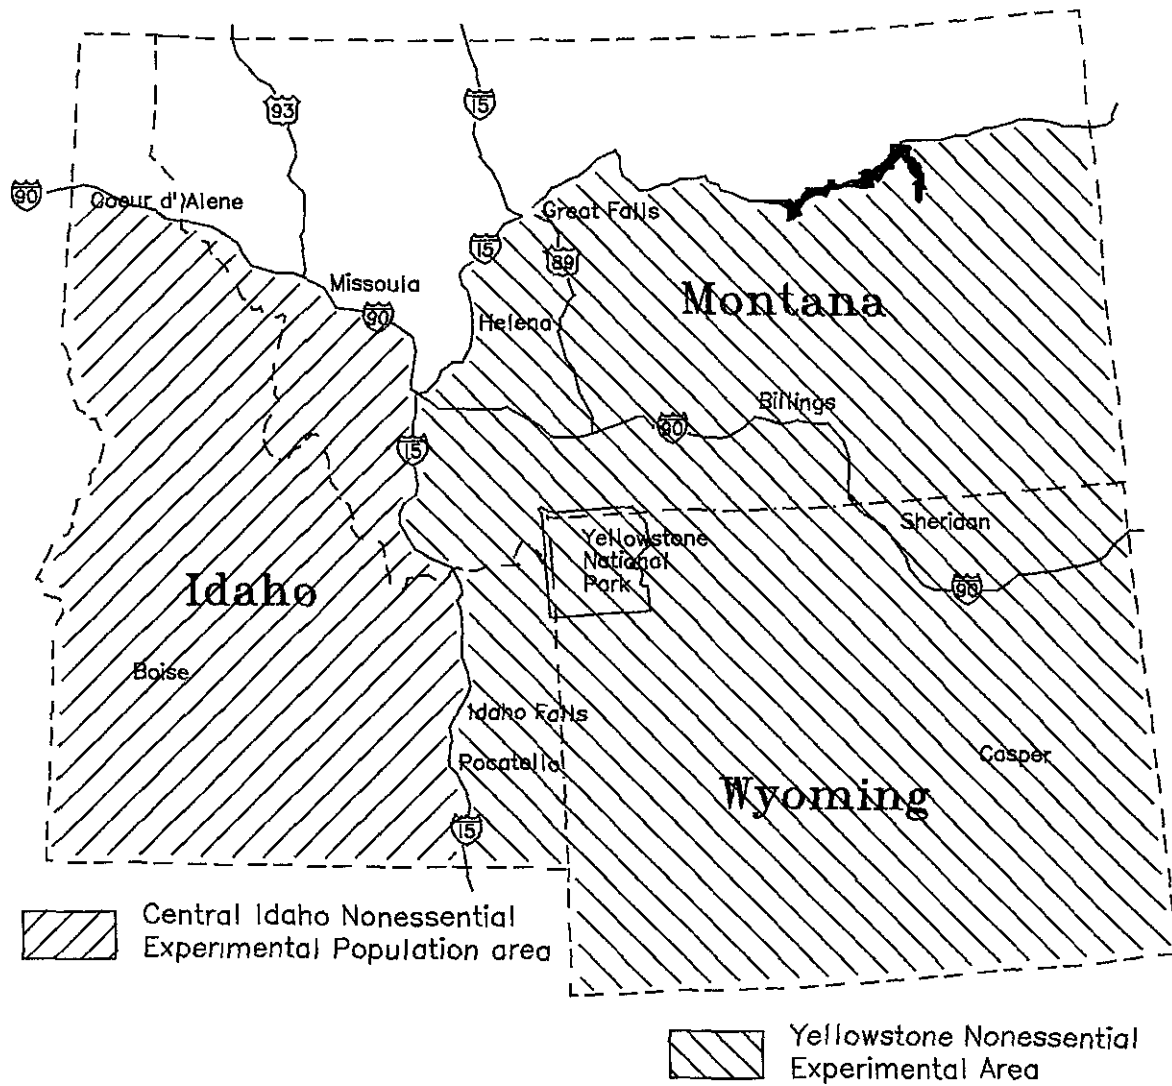 93
15
90
Coeur d'Alene
Great Falls
15
89
Missoula
Montana
90
Helena
Billings
90
15
Sheridan
Yellowstone
National
Park
Idaho
90
Boise
Idaho Falls
Casper
Pocatello
Wyoming
15
Central Idaho Nonessential
Experimental Population area
Yellowstone Nonessential
Experimental Area